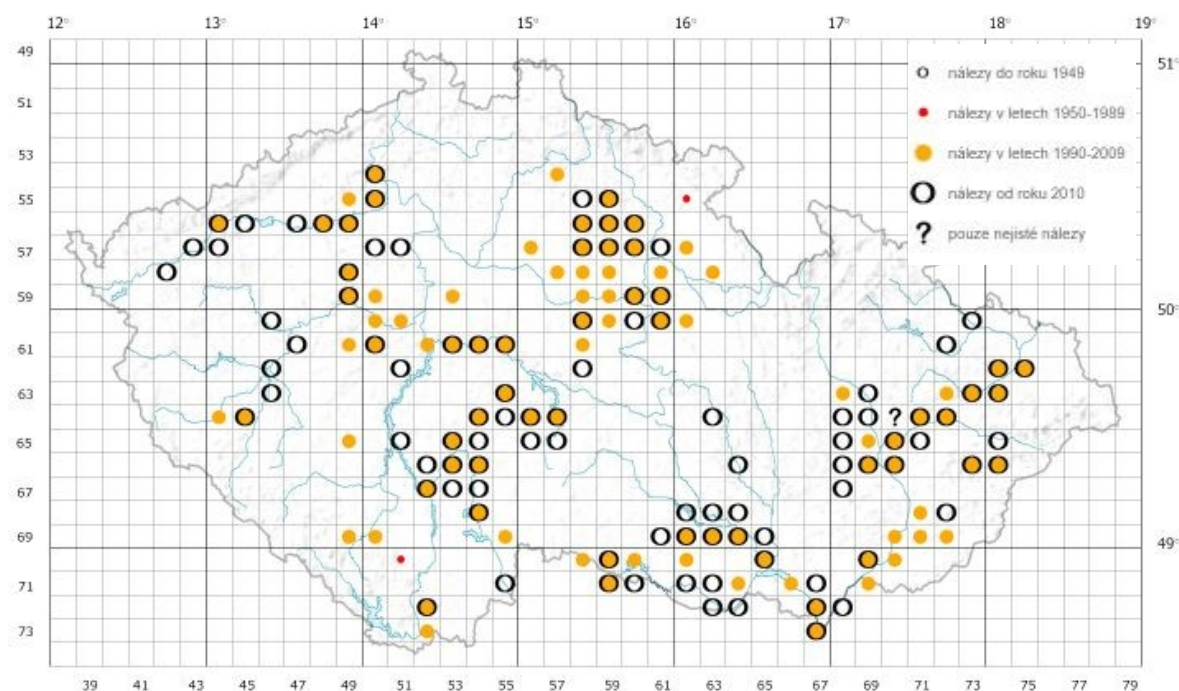 12° 13° 14° 15° 16° 17° 18° 19°
49
51°
nálezy do roku 1949
51
nálezy v letech 1950-1989
53
nálezy v letech 1990-2009
55
nálezy od roku 2010
?
pouze nejisté nálezy
57
59
50°
61
63
?
65
67
69
49°
71
73
39 41 43 45 47 49 51 53 55 57 59 61 63 65 67 69 71 73 75 77 79